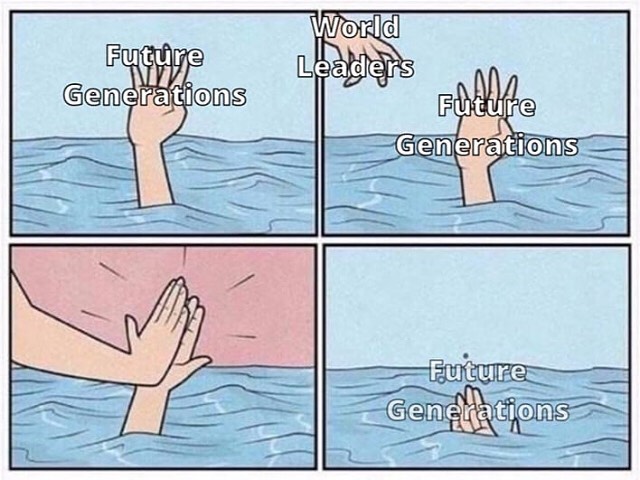 Future
Generations
World
Leaders
Future
Generations
Future
Generations